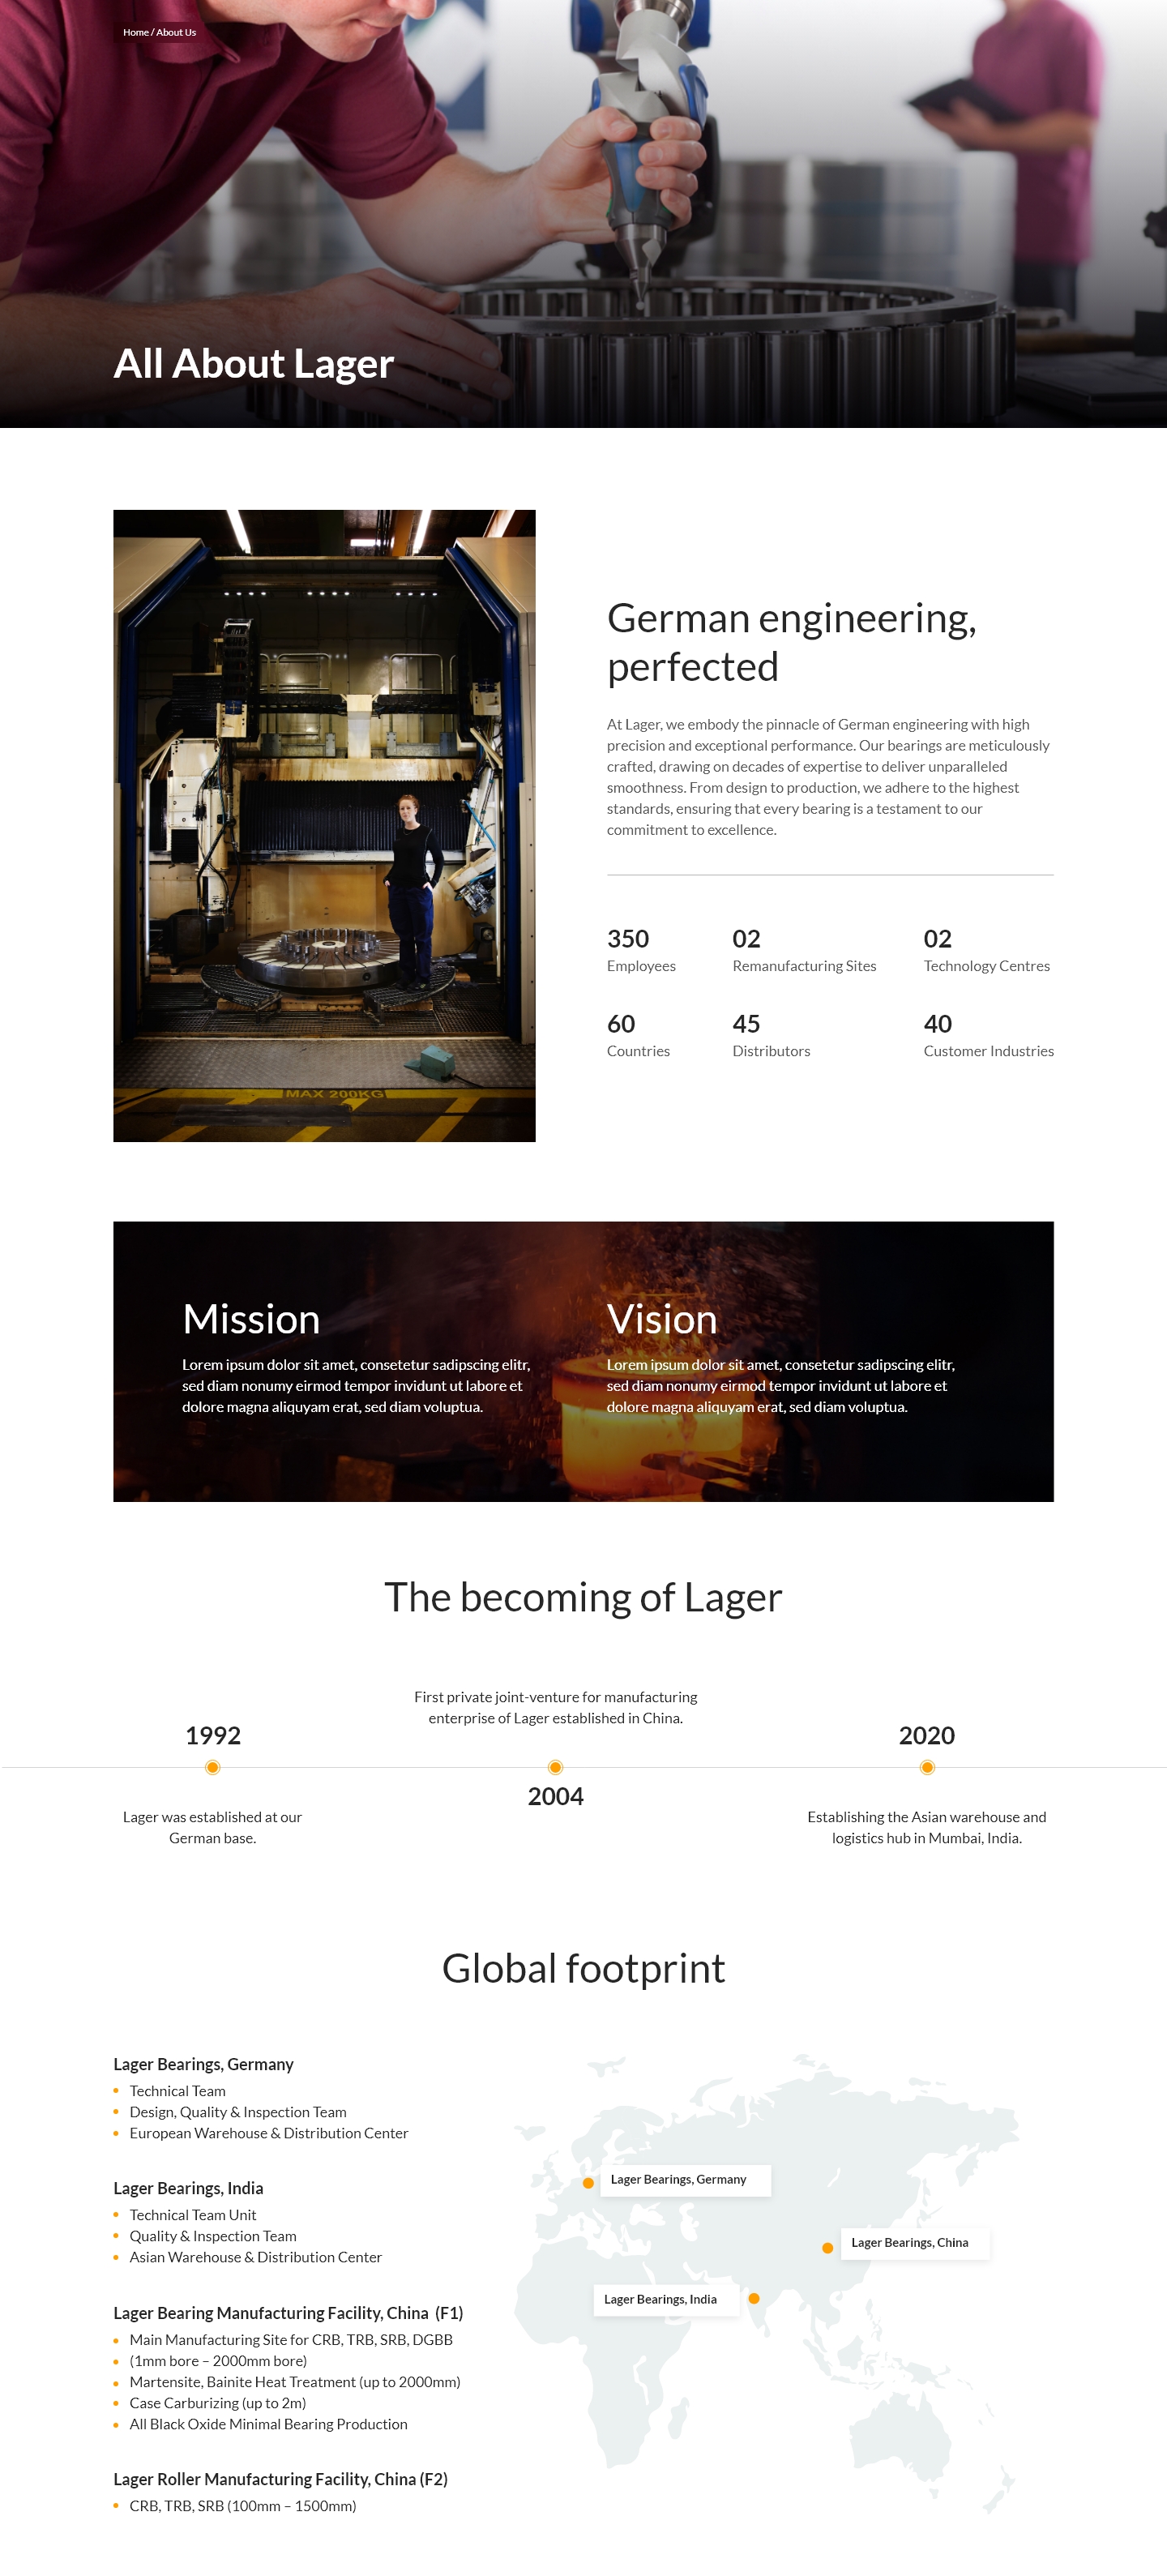 Home / About Us
All About Lager
German engineering,
perfected
At Lager, we embody the pinnacle of German engineering with high
precision and exceptional performance. Our bearings are meticulously
crafted, drawing on decades of expertise to deliver unparalleled
smoothness. From design to production, we adhere to the highest
standards, ensuring that every bearing is a testament to our
commitment to excellence.
350
Employees
02
Remanufacturing Sites
02
Technology Centres
60
Countries
45
Distributors
40
Customer Industries
MAX 200KG
Mission
Lorem ipsum dolor sit amet, consetetur sadipscing elitr,
sed diam nonumy eirmod tempor invidunt ut labore et
dolore magna aliquyam erat, sed diam voluptua.
Vision
Lorem ipsum dolor sit amet, consetetur sadipscing elitr,
sed diam nonumy eirmod tempor invidunt ut labore et
dolore magna aliquyam erat, sed diam voluptua.
The becoming of Lager
1992
Lager was established at our
German base.
First private joint-venture for manufacturing
enterprise of Lager established in China.
2004
2020
Establishing the Asian warehouse and
logistics hub in Mumbai, India.
Global footprint
Lager Bearings, Germany
Technical Team
Design, Quality & Inspection Team
European Warehouse & Distribution Center
Lager Bearings, India
Technical Team Unit
Quality & Inspection Team
Asian Warehouse & Distribution Center
Lager Bearing Manufacturing Facility, China (F1)
Main Manufacturing Site for CRB, TRB, SRB, DGBB
(1mm bore – 2000mm bore)
Martensite, Bainite Heat Treatment (up to 2000mm)
Case Carburizing (up to 2m)
All Black Oxide Minimal Bearing Production
Lager Roller Manufacturing Facility, China (F2)
CRB, TRB, SRB (100mm – 1500mm)
Lager Bearings, Germany
Lager Bearings, China
Lager Bearings, India